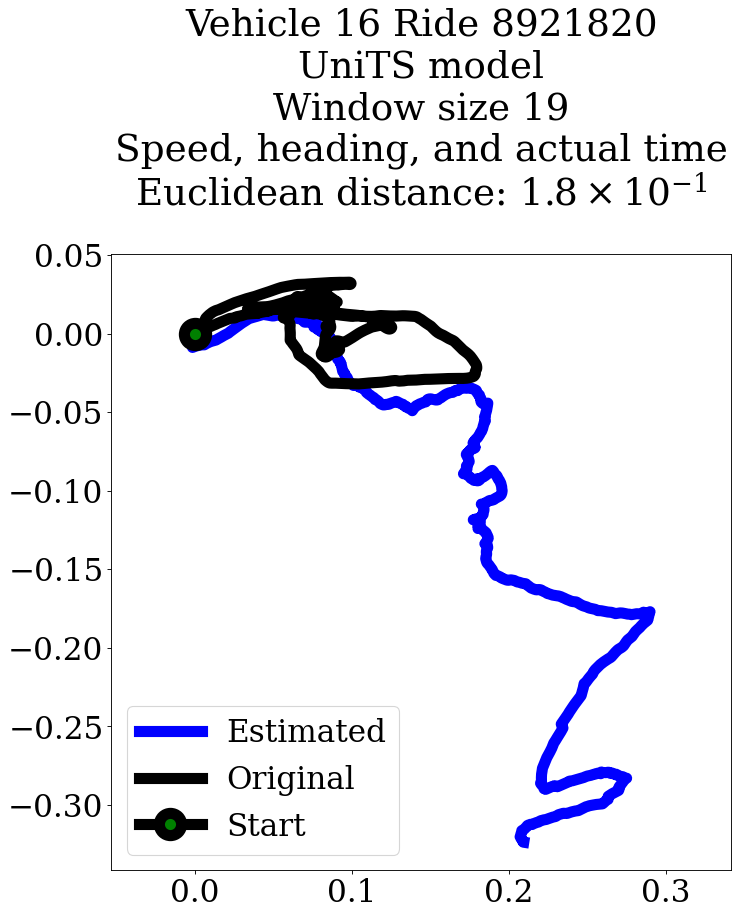 Vehicle 16 Ride 8921820
UniTS model
Window size 19
Speed, heading, and actual time
Euclidean distance: $1.8 \times 10^{-1}$
0.05
0.00
−0.05
−0.10
−0.15
−0.20
−0.25
−0.30
Estimated
Original
Start
0.0 0.1 0.2 0.3